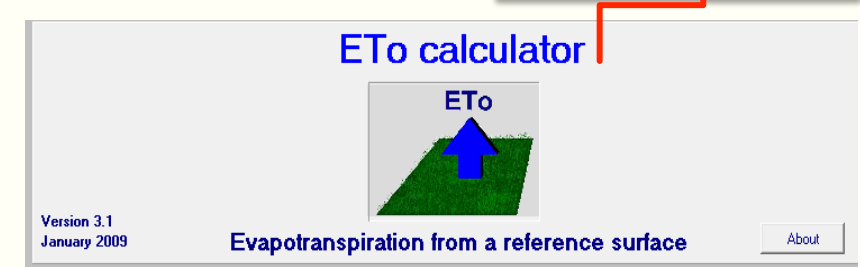 ETo calculator
ETo
Version 3.1
January 2009
Evapotranspiration from a reference surface
About